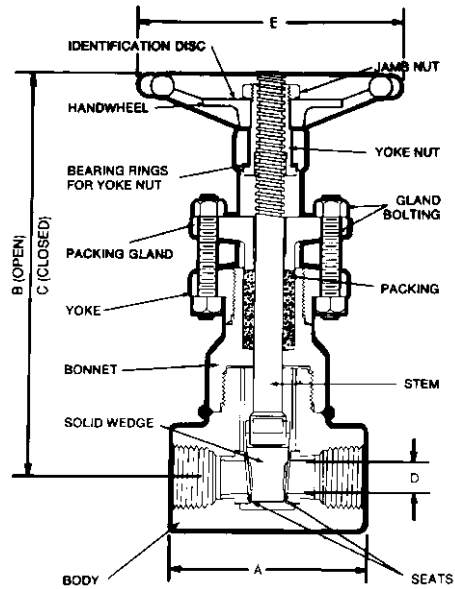 E
IDENTIFICATION DISC
JAMB NUT
HANDWHEEL
YOKE NUT
BEARING RINGS
FOR YOKE NUT
GLAND
BOLTING
PACKING GLAND
B (OPEN)
C (CLOSED)
PACKING
YOKE
BONNET
STEM
SOLID WEDGE
D
A
BODY
SEATS